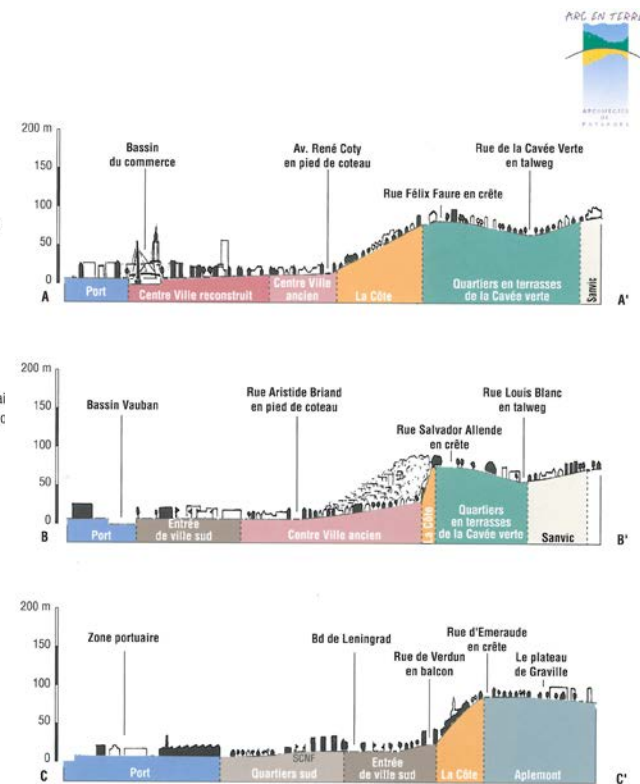 ARC EN TERRE
ARCHITECTES
DE
PAYSAGES
200 m
150
100
50
0
Bassin
du commerce
Av. René Coty
en pied de coteau
Rue de la Cavée Verte
en talweg
Rue Félix Faure en crête
A
Port
Centre Ville reconstruit
Centre Ville
ancien
La Côte
Quartiers en terrasses
de la Cavée verte
Sanvic
A'
200 m
150
100
50
0
Bassin Vauban
Rue Aristide Briand
en pied de coteau
Rue Louis Blanc
en talweg
Rue Salvador Allende
en crête
B
Port
Entrée
de ville sud
Centre Ville ancien
La Côte
Quartiers
en terrasses
de la Cavée verte
Sanvic
B'
200 m
150
100
50
0
Zone portuaire
Bd de Leningrad
Rue de Verdun
en balcon
Rue d'Emeraude
en crête
Le plateau
de Graville
C
Port
Quartiers sud
SCNF
Entrée
de ville sud
La Côte
Aplemont
C'